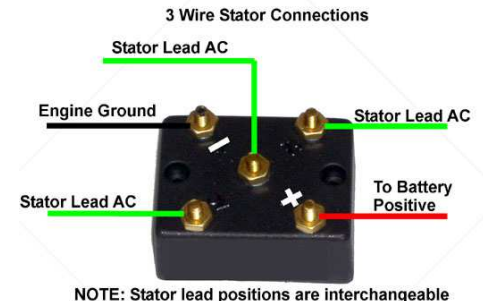 3 Wire Stator Connections
Stator Lead AC
Engine Ground
Stator Lead AC
Stator Lead AC
To Battery
Positive
NOTE: Stator lead positions are interchangeable